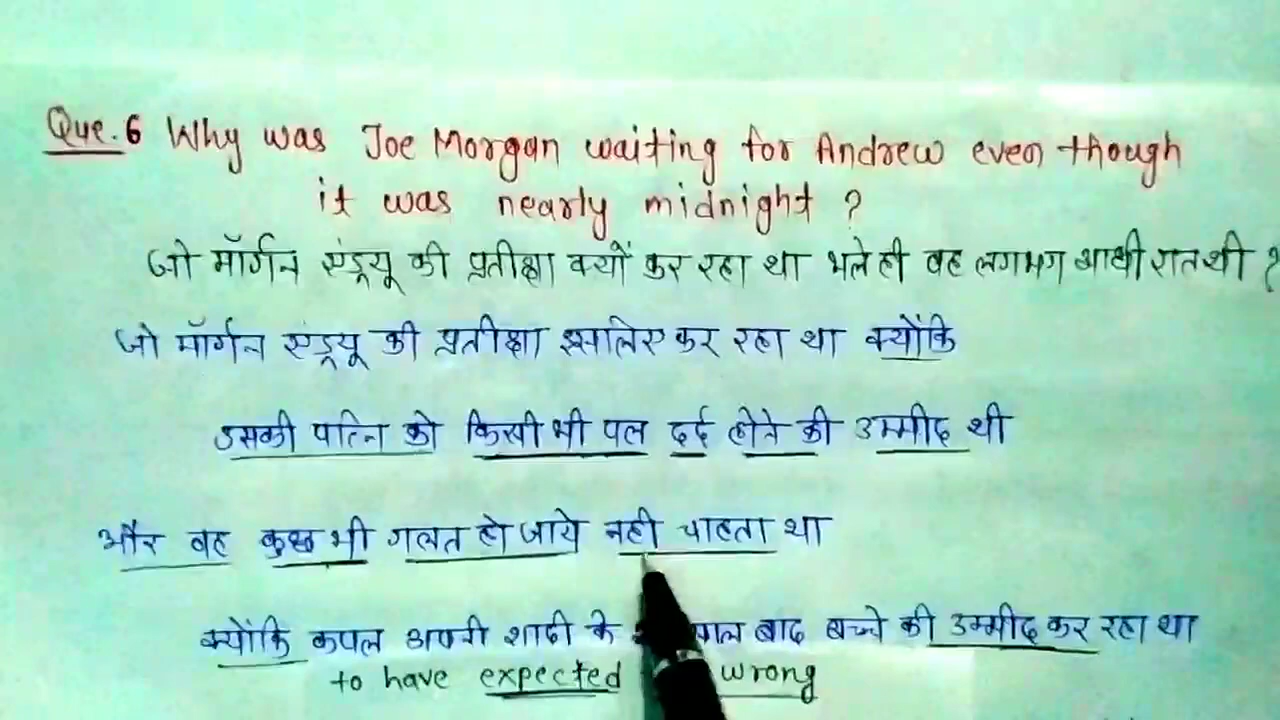 Que.6 Why was Joe Morgan waiting for Andrew even though
it was nearly midnight ?
जो मॉर्गन एंड्र्यू की प्रतीक्षा क्यों कर रहा था भले ही वह लगभग आधी रात थी ?
जो मॉर्गन एंड्र्यू की प्रतीक्षा इसलिए कर रहा था क्योंकि
उसकी पत्नि को किसी भी पल दर्द होने की उम्मीद थी
और वह कुछ भी गलत हो जाये नही चाहता था
क्योंकि कपल अपनी शादी के साल बाद बच्चे की उम्मीद कर रहा था
to have expected wrong